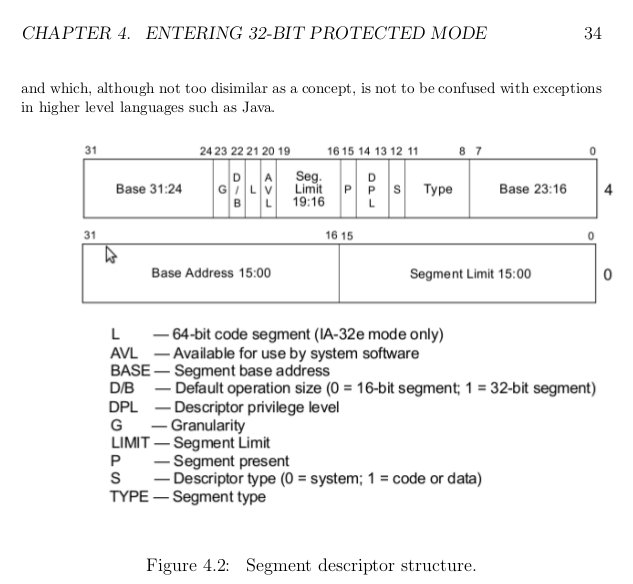 CHAPTER 4. ENTERING 32-BIT PROTECTED MODE 34
and which, although not too disimilar as a concept, is not to be confused with exceptions
in higher level languages such as Java.
31 24 23 22 21 20 19 16 15 14 13 12 11 8 7 0
Base 31:24 G D/B L AVL Seg. Limit 19:16 P DPL S Type Base 23:16 4
31 16 15 0
Base Address 15:00 Segment Limit 15:00 0
L — 64-bit code segment (IA-32e mode only)
AVL — Available for use by system software
BASE — Segment base address
D/B — Default operation size (0 = 16-bit segment; 1 = 32-bit segment)
DPL — Descriptor privilege level
G — Granularity
LIMIT — Segment Limit
P — Segment present
S — Descriptor type (0 = system; 1 = code or data)
TYPE — Segment type
Figure 4.2: Segment descriptor structure.